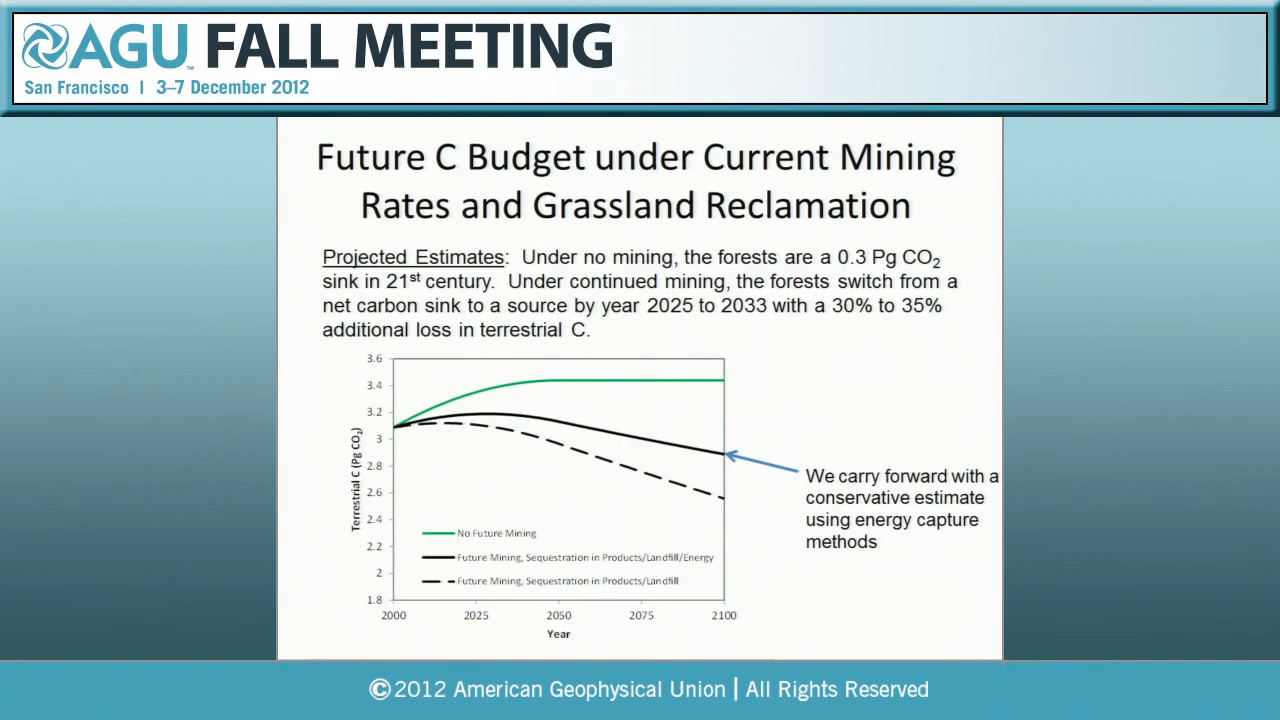 AGU™ FALL MEETING
San Francisco | 3–7 December 2012
Future C Budget under Current Mining
Rates and Grassland Reclamation
Projected Estimates: Under no mining, the forests are a 0.3 Pg CO₂
sink in 21ˢᵗ century. Under continued mining, the forests switch from a
net carbon sink to a source by year 2025 to 2033 with a 30% to 35%
additional loss in terrestrial C.
3.6
3.4
3.2
3
2.8
2.6
2.4
2.2
2
1.8
Terrestrial C (Pg CO₂)
No Future Mining
Future Mining, Sequestration in Products/Landfill/Energy
Future Mining, Sequestration in Products/Landfill
2000 2025 2050 2075 2100
Year
We carry forward with a
conservative estimate
using energy capture
methods
©2012 American Geophysical Union | All Rights Reserved